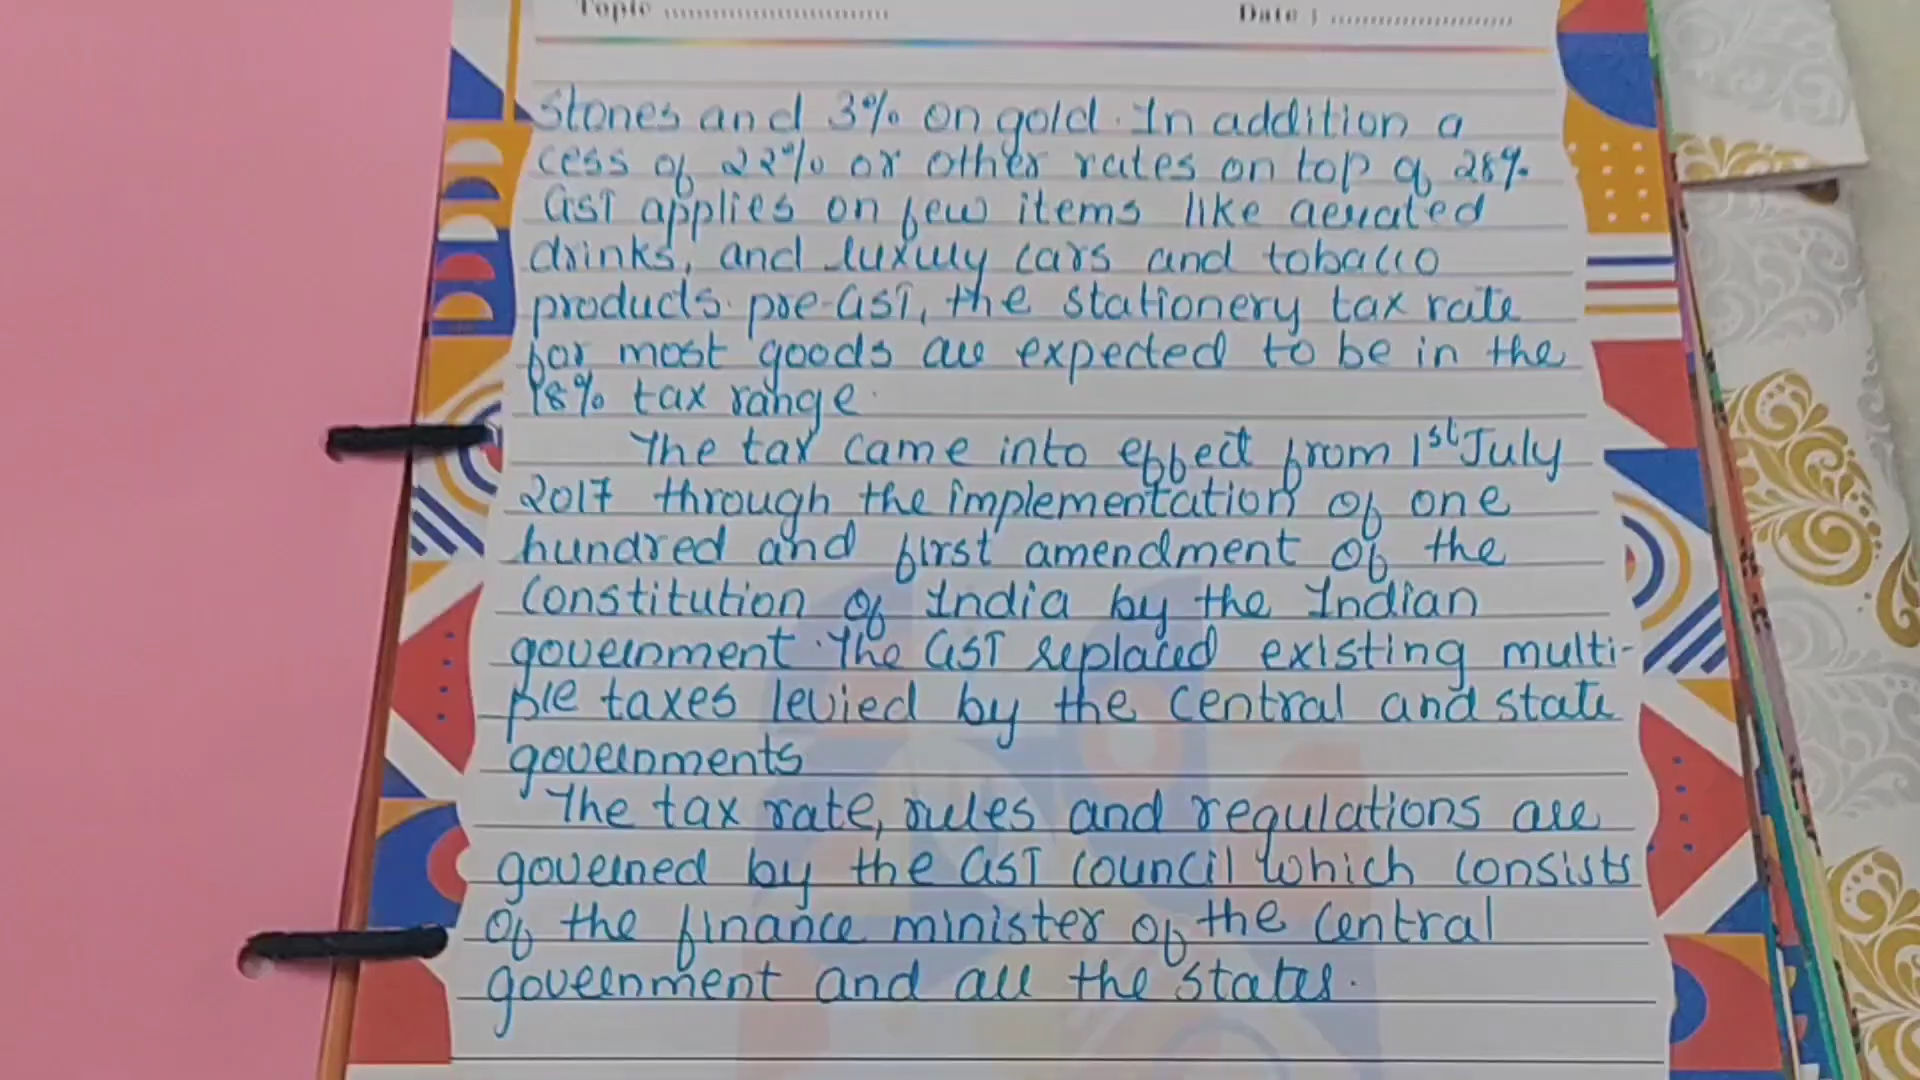 Topic ................................ Date : ..........................
stones and 3% on gold. In addition a
cess of 22% or other rates on top of 28%
GST applies on few items like aerated
drinks, and luxury cars and tobacco
products. pre-GST, the stationery tax rate
for most goods are expected to be in the
18% tax range.
The tax came into effect from 1st July
2017 through the implementation of one
hundred and first amendment of the
constitution of India by the Indian
government. The GST replaced existing multi-
ple taxes levied by the central and state
governments
The tax rate, rules and regulations are
governed by the GST council which consists
of the finance minister of the central
government and all the states.